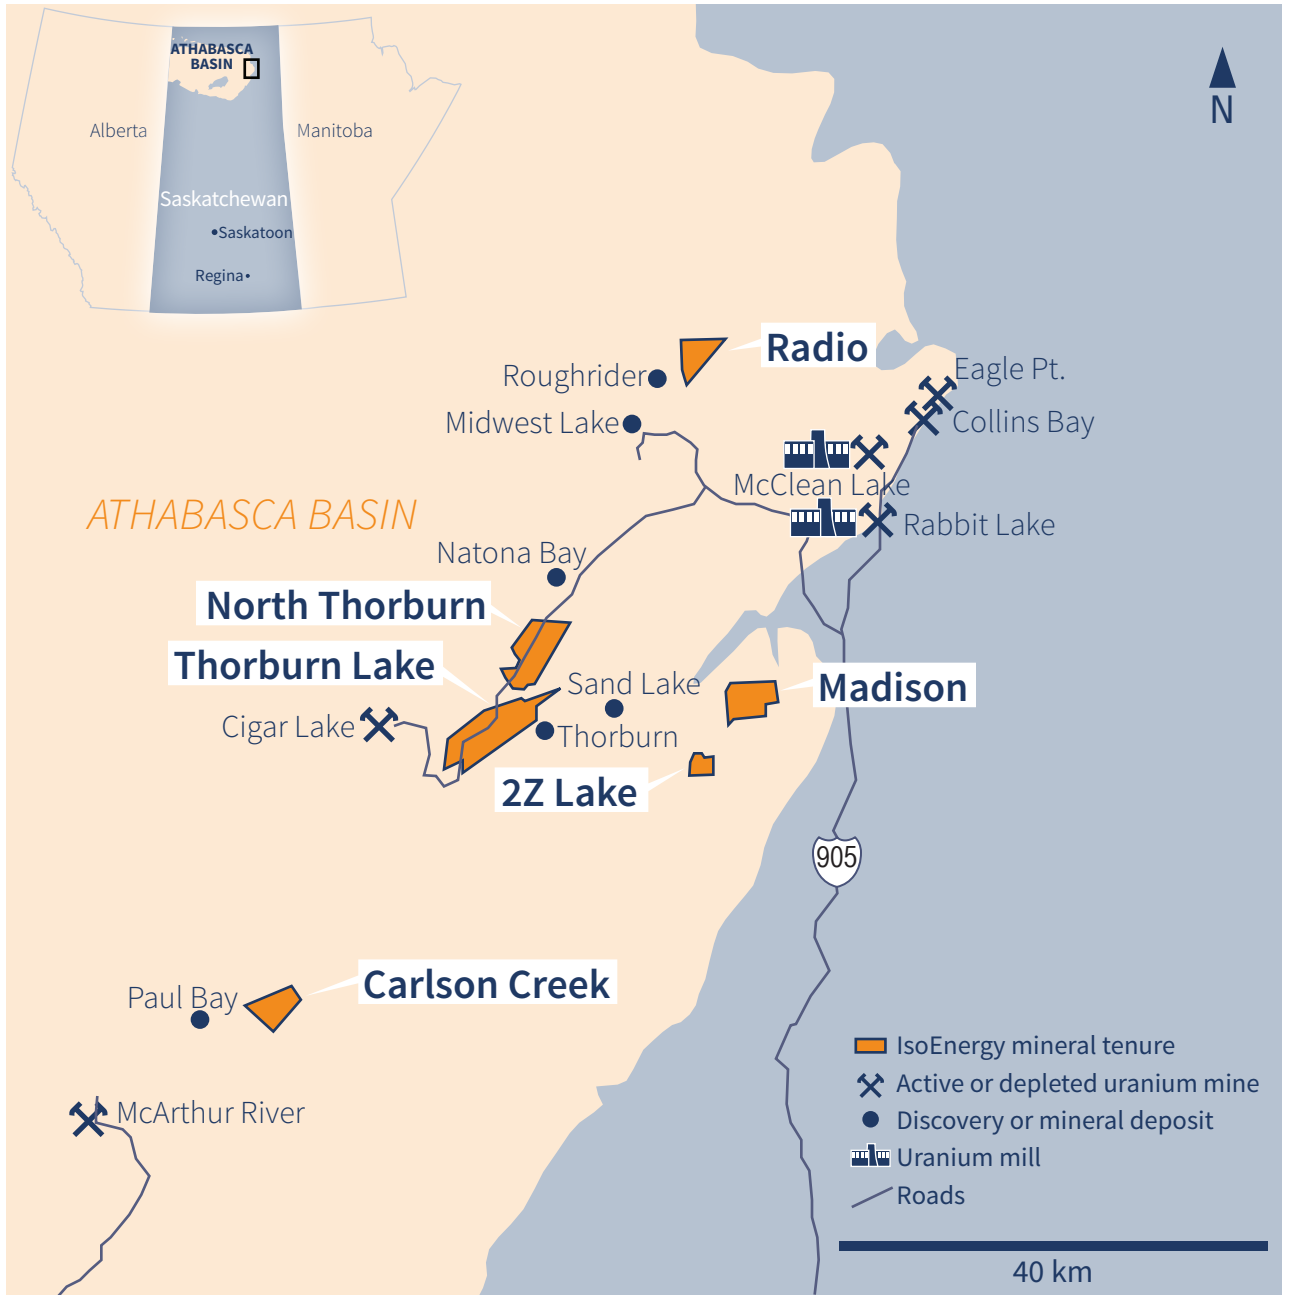 ATHABASCA
BASIN
Alberta
Manitoba
Saskatchewan
Saskatoon
Regina
N
Radio
Roughrider
Eagle Pt.
Midwest Lake
Collins Bay
McClean Lake
ATHABASCA BASIN
Rabbit Lake
Natona Bay
North Thorburn
Thorburn Lake
Sand Lake
Madison
Cigar Lake
Thorburn
2Z Lake
905
Carlson Creek
Paul Bay
McArthur River
IsoEnergy mineral tenure
Active or depleted uranium mine
Discovery or mineral deposit
Uranium mill
Roads
40 km